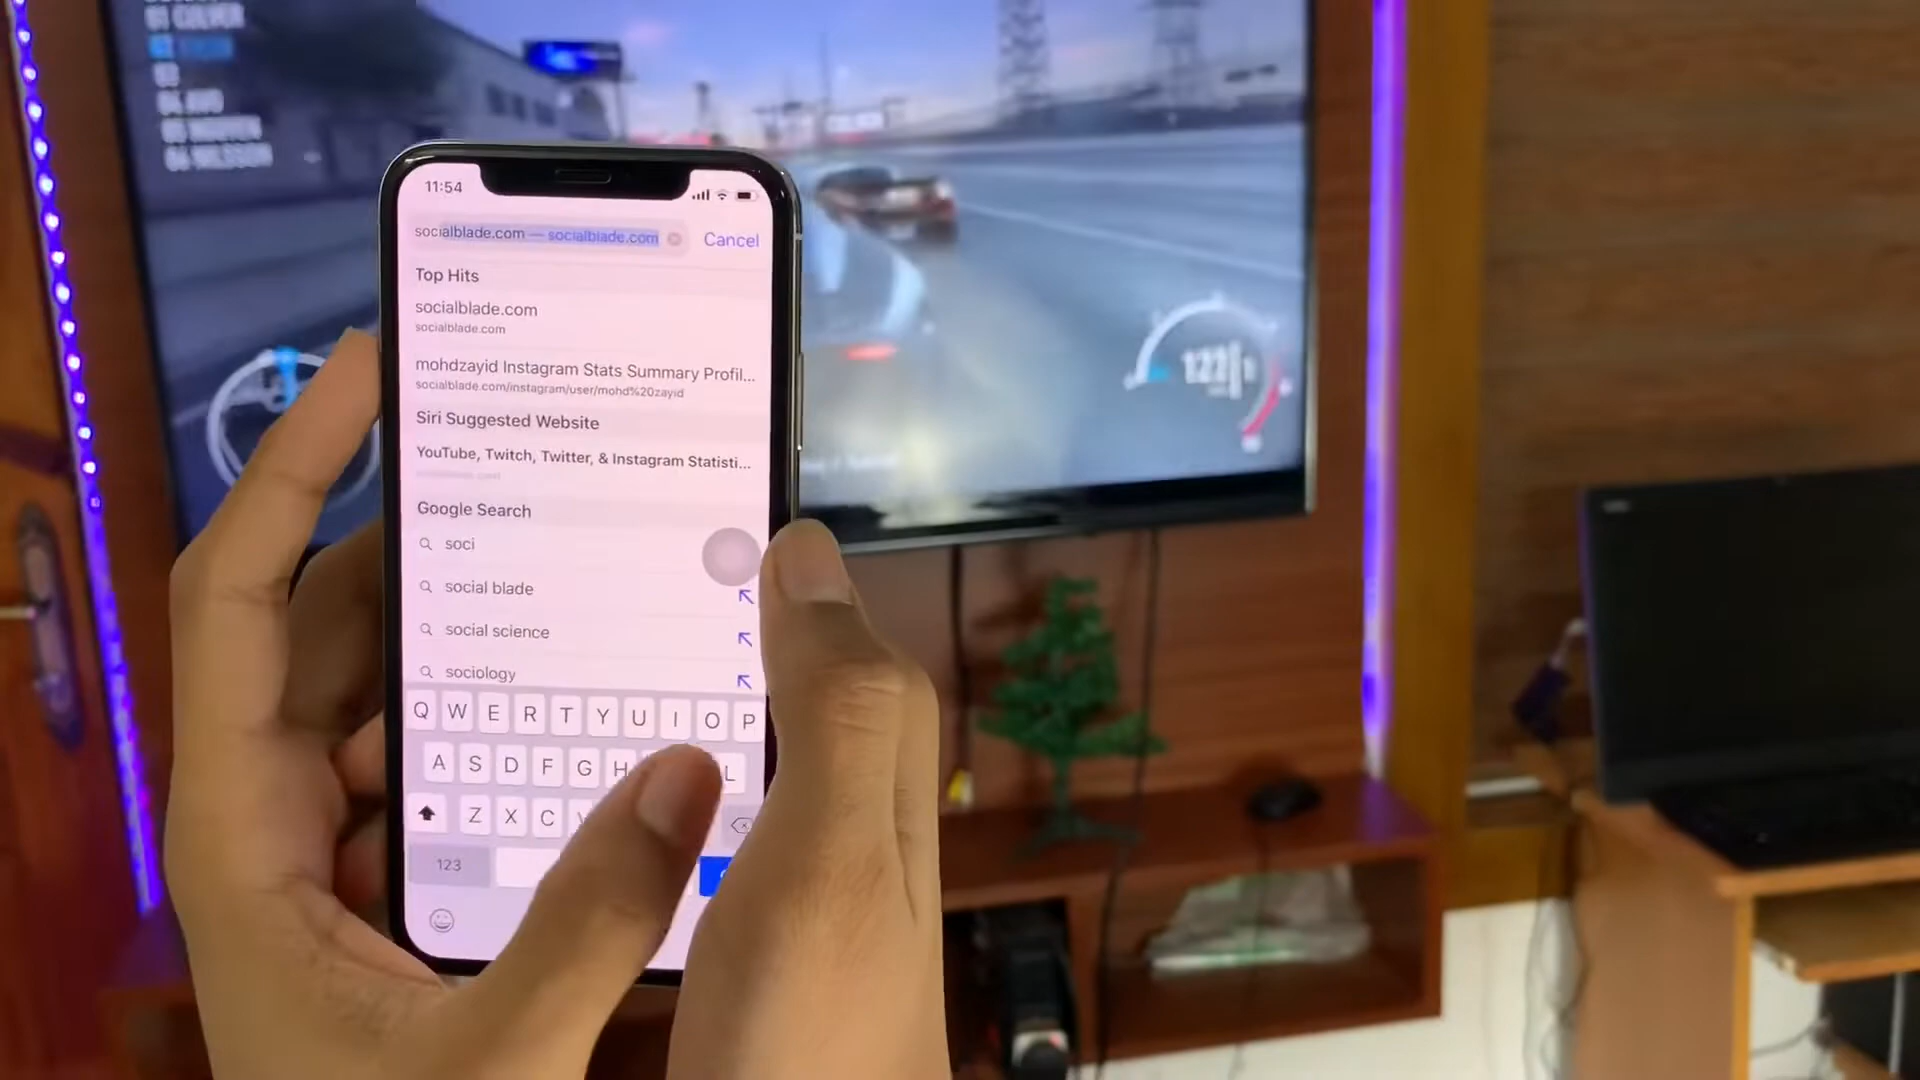 01 CULVER
11:54
socialblade.com — socialblade.com
Cancel
Top Hits
socialblade.com
socialblade.com
mohdzayid Instagram Stats Summary Profil...
socialblade.com/instagram/user/mohd%20zayid
Siri Suggested Website
YouTube, Twitch, Twitter, & Instagram Statisti...
Google Search
soci
social blade
social science
sociology
Q W E R T Y U I O P
A S D F G H L
Z X C
123